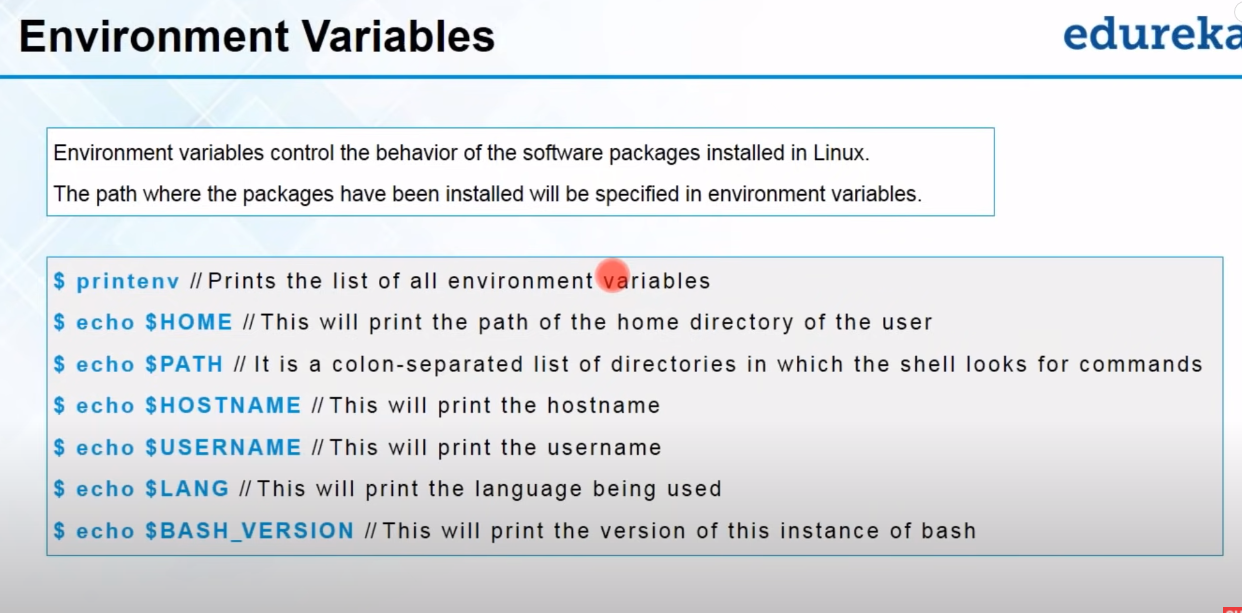 Environment Variables
edureka
Environment variables control the behavior of the software packages installed in Linux.
The path where the packages have been installed will be specified in environment variables.
$ printenv // Prints the list of all environment variables
$ echo $HOME // This will print the path of the home directory of the user
$ echo $PATH // It is a colon-separated list of directories in which the shell looks for commands
$ echo $HOSTNAME // This will print the hostname
$ echo $USERNAME // This will print the username
$ echo $LANG // This will print the language being used
$ echo $BASH_VERSION // This will print the version of this instance of bash